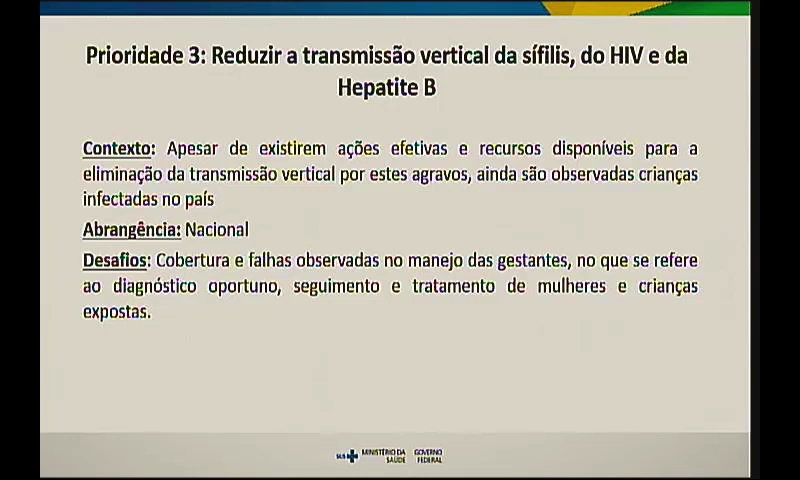 Prioridade 3: Reduzir a transmissão vertical da sífilis, do HIV e da
Hepatite B
Contexto: Apesar de existirem ações efetivas e recursos disponíveis para a
eliminação da transmissão vertical por estes agravos, ainda são observadas crianças
infectadas no país
Abrangência: Nacional
Desafios: Cobertura e falhas observadas no manejo das gestantes, no que se refere
ao diagnóstico oportuno, seguimento e tratamento de mulheres e crianças
expostas.
SUS MINISTÉRIO DA SAÚDE GOVERNO FEDERAL